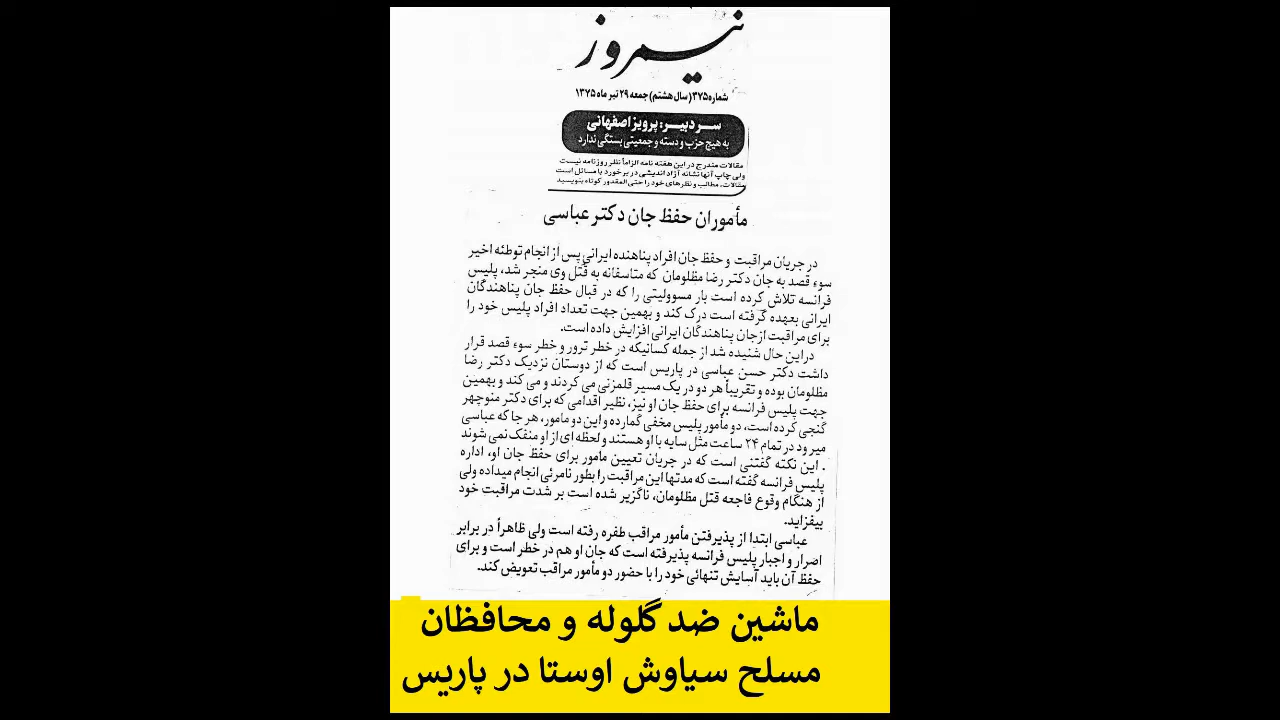 نیمروز
شماره ۳۷۵ (سال هشتم) جمعه ۲۹ تیر ماه ۱۳۷۵
سردبیر: پرویز اصفهانی
به هیچ حزب و دسته و جمعیتی بستگی ندارد
مقالات مندرج در این هفته نامه الزاماً نظر روزنامه نیست
ولی چاپ آنها نشانه آزاد اندیشی در برخورد با مسائل است
مقالات، مطالب و نظرهای خود را حتی المقدور کوتاه بنویسید
مأموران حفظ جان دکتر عباسی
در جریان مراقبت و حفظ جان افراد پناهنده ایرانی پس از انجام توطئه اخیر
سوء قصد به جان دکتر رضا مظلومان که متاسفانه به قتل وی منجر شد، پلیس
فرانسه تلاش کرده است بار مسوولیتی را که در قبال حفظ جان پناهندگان
ایرانی بعهده گرفته است درک کند و بهمین جهت تعداد افراد پلیس خود را
برای مراقبت از جان پناهندگان ایرانی افزایش داده است.
دراین حال شنیده شد از جمله کسانیکه در خطر ترور و خطر سوء قصد قرار
داشت دکتر حسن عباسی در پاریس است که از دوستان نزدیک دکتر رضا
مظلومان بوده و تقریباً هر دو در یک مسیر قلمزنی می کردند و می کند و بهمین
جهت پلیس فرانسه برای حفظ جان او نیز، نظیر اقدامی که برای دکتر منوچهر
گنجی کرده است، دو مأمور پلیس مخفی گمارده و این دو مامور، هر جا که عباسی
میرود در تمام ۲۴ ساعت مثل سایه با او هستند و لحظه ای از او منفک نمی شوند
. این نکته گفتنی است که در جریان تعیین مامور برای حفظ جان او، اداره
پلیس فرانسه گفته است که مدتها این مراقبت را بطور نامرئی انجام میداده ولی
از هنگام وقوع فاجعه قتل مظلومان، ناگزیر شده است بر شدت مراقبت خود
بیفزاید.
عباسی ابتدا از پذیرفتن مأمور مراقب طفره رفته است ولی ظاهراً در برابر
اصرار و اجبار پلیس فرانسه پذیرفته است که جان او هم در خطر است و برای
حفظ آن باید آسایش تنهائی خود را با حضور دو مأمور مراقب تعویض کند.
ماشین ضد گلوله و محافظان
مسلح سیاوش اوستا در پاریس